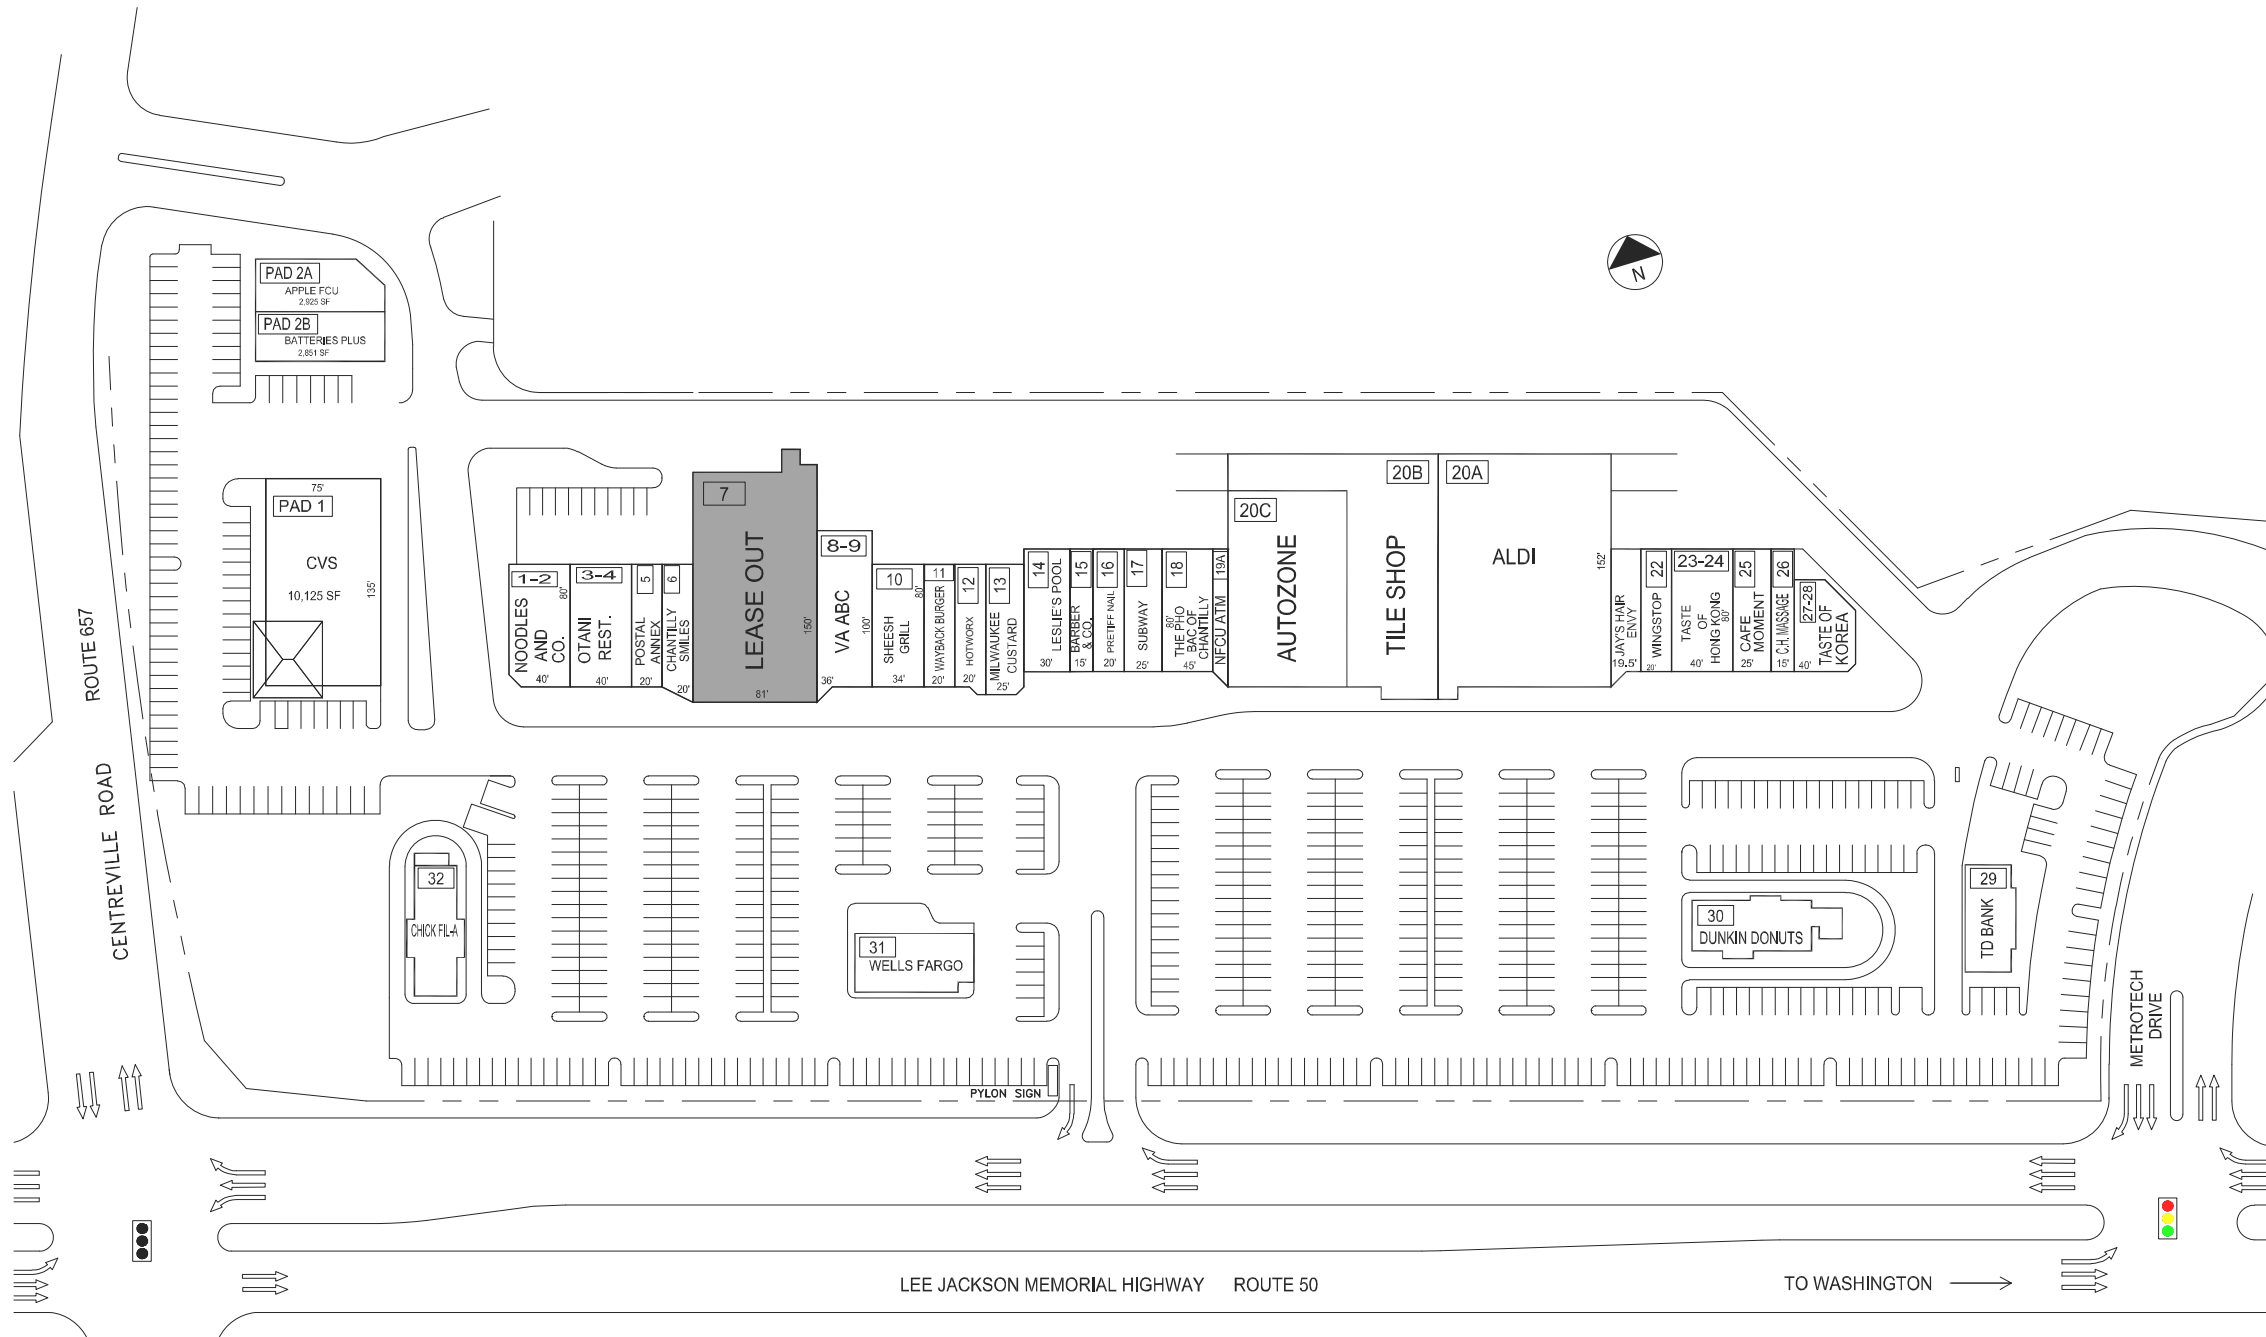 PAD 2A
APPLE FCU
2,925 SF
PAD 2B
BATTERIES PLUS
2,851 SF
N
75'
PAD 1
CVS
10,125 SF
135'
ROUTE 657
CENTREVILLE ROAD
1-2
NOODLES
AND
CO.
80'
40'
3-4
OTANI
REST.
40'
5
POSTAL
ANNEX
20'
6
CHANTILLY
SMILES
20'
7
LEASE OUT
150'
81'
8-9
VA ABC
100'
36'
10
SHEESH
GRILL
80'
34'
11
WAYBACK BURGER
20'
12
HOTWORX
20'
13
MILWAUKEE
CUSTARD
25'
14
LESLIE'S POOL
30'
15
BARBER
& CO.
15'
16
PRETIFF NAIL
20'
17
SUBWAY
25'
18
80'
THE PHO
BAC OF
CHANTILLY
45'
19A
NFCU ATM
20C
AUTOZONE
20B
TILE SHOP
20A
ALDI
152'
JAY'S HAIR
ENVY
19.5'
22
WINGSTOP
20'
23-24
TASTE
OF
HONG KONG
80'
40'
25
CAFE
MOMENT
25'
26
C.H. MASSAGE
15'
27-28
TASTE OF
KOREA
40'
32
CHICK FIL-A
31
WELLS FARGO
30
DUNKIN DONUTS
29
TD BANK
METROTECH
DRIVE
PYLON SIGN
LEE JACKSON MEMORIAL HIGHWAY ROUTE 50
TO WASHINGTON